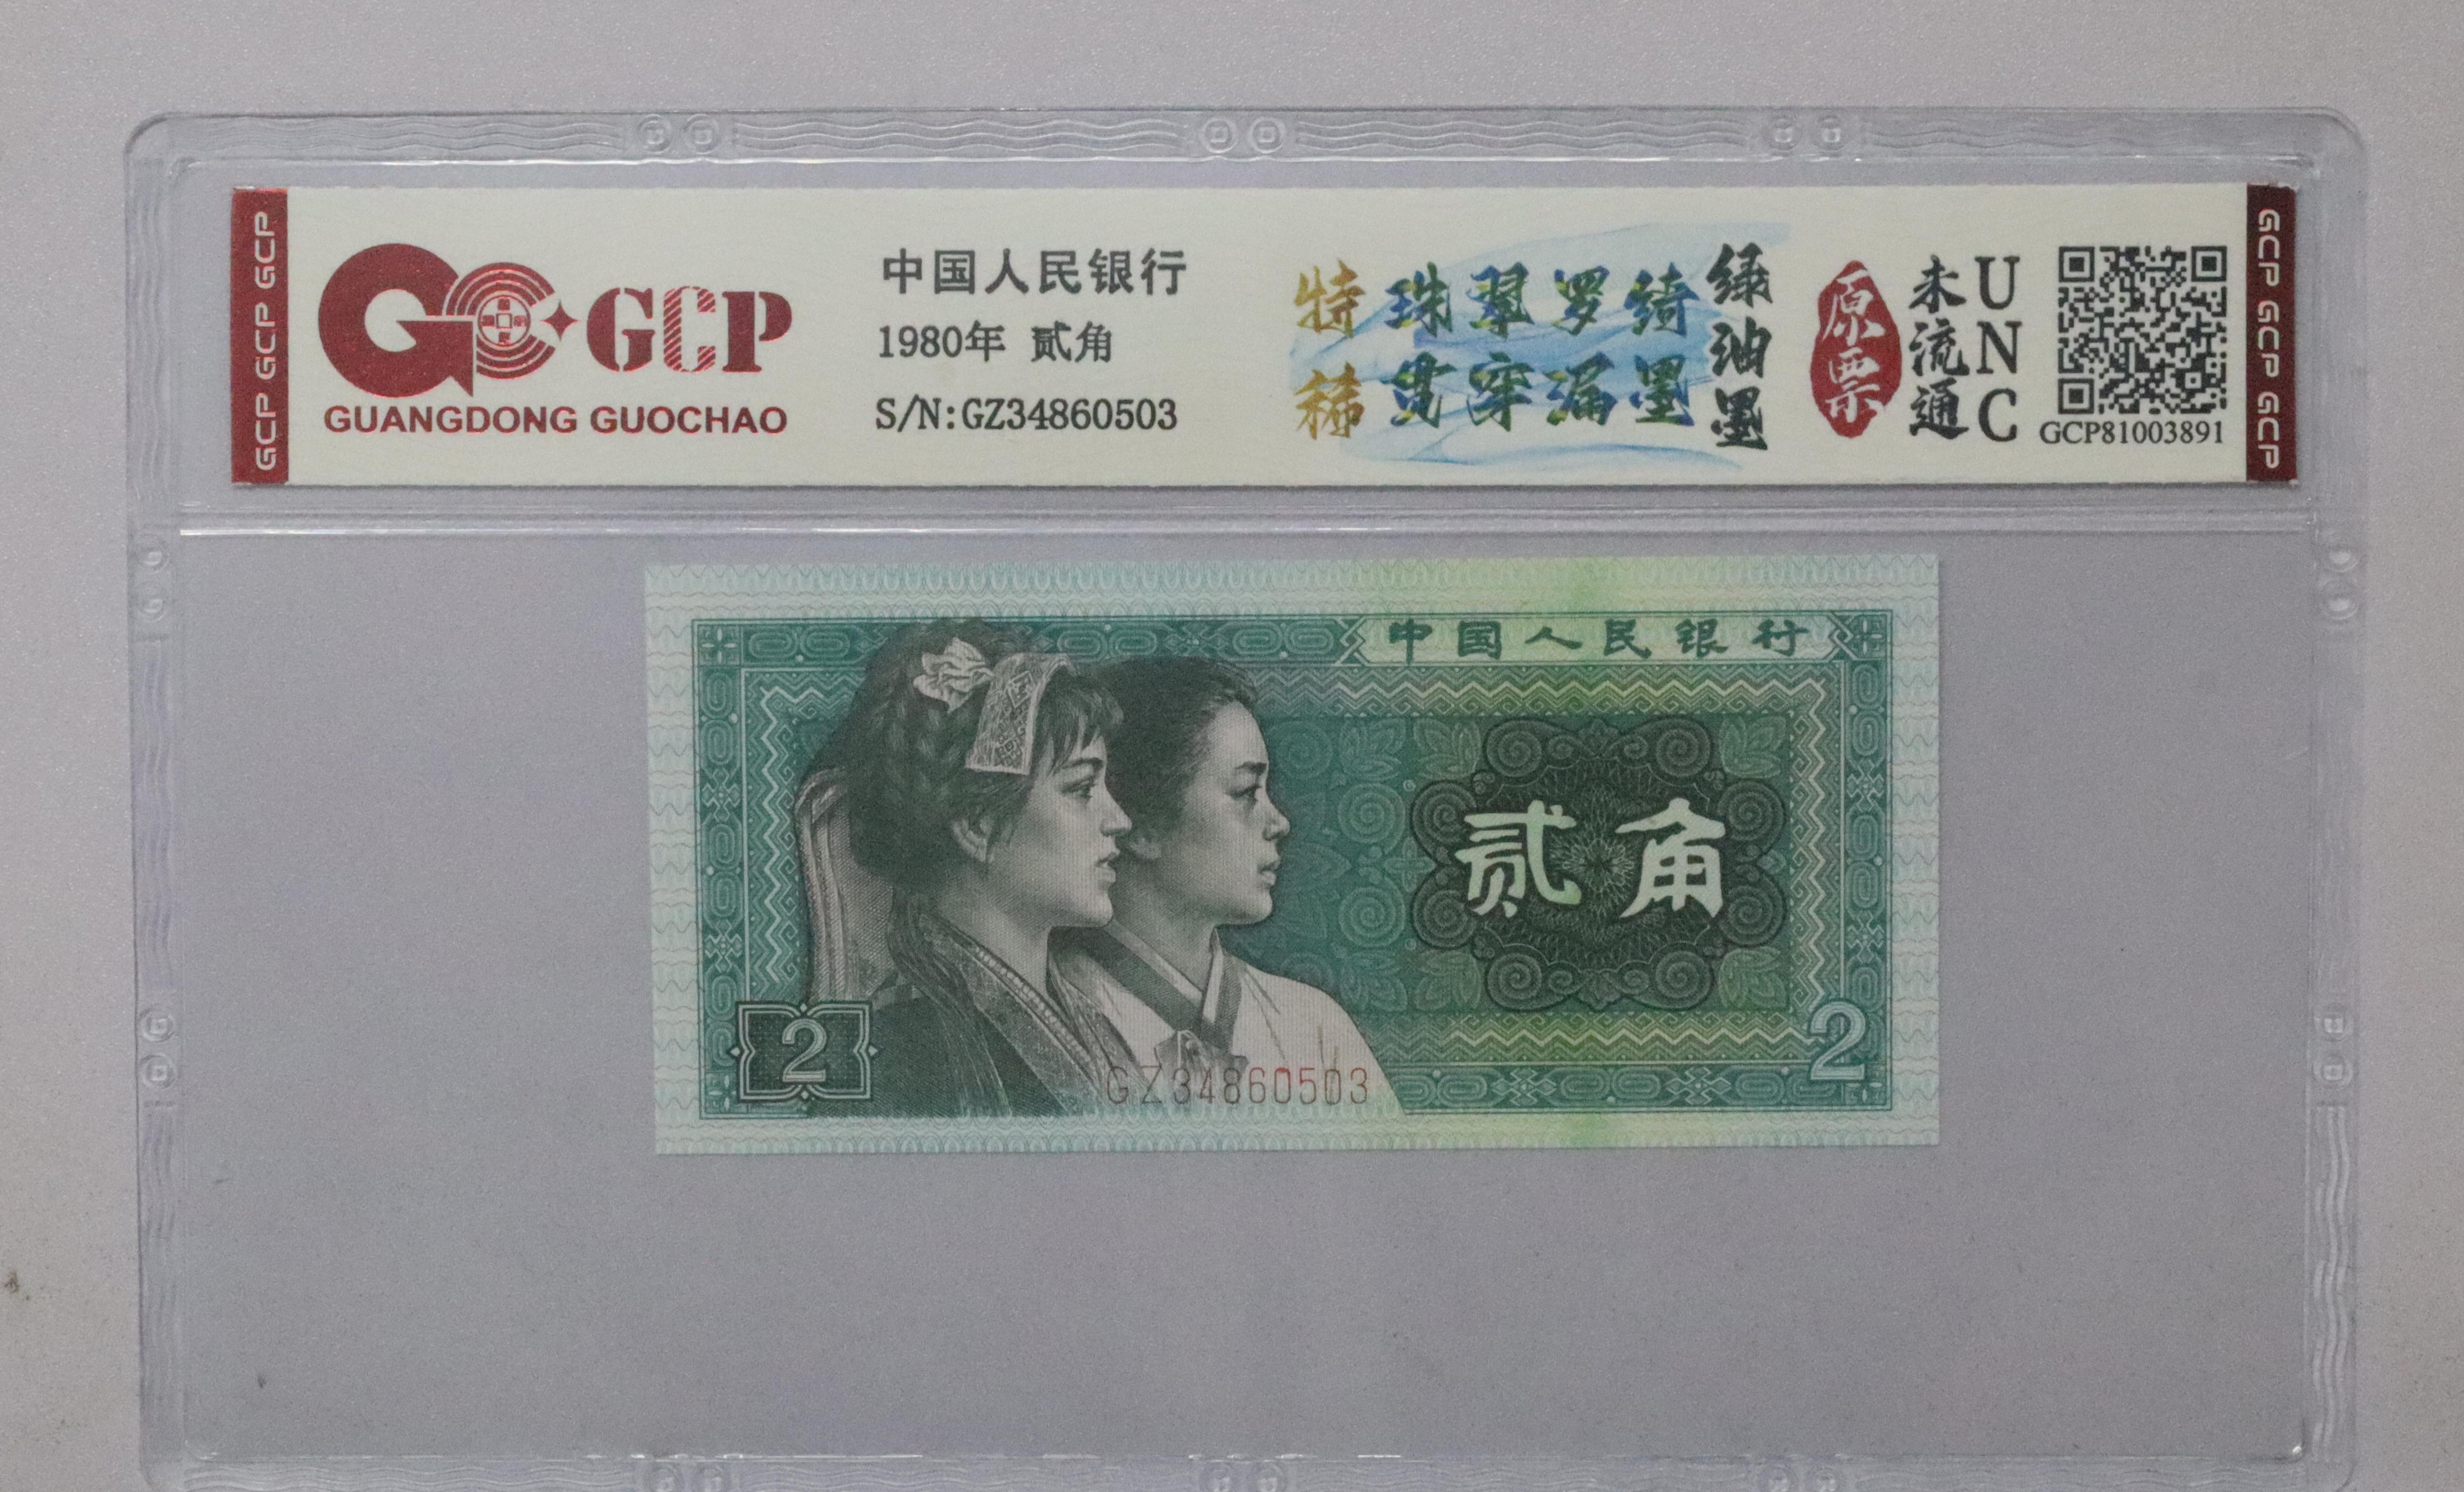 GCP GCP GCP
GCP
GUANGDONG GUOCHAO
中国人民银行
1980年 贰角
S/N:GZ34860503
特稀
珠翠罗绮
贯穿漏墨
绿油墨
原票
未流通
UNC
GCP81003891
GCP GCP GCP
中国人民银行
贰角
2
2
GZ34860503